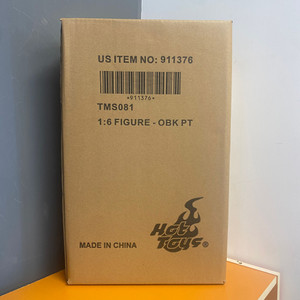 US ITEM NO: 911376
*911376*
TMS081
1:6 FIGURE - OBK PT
Hot
Toys®
MADE IN CHINA